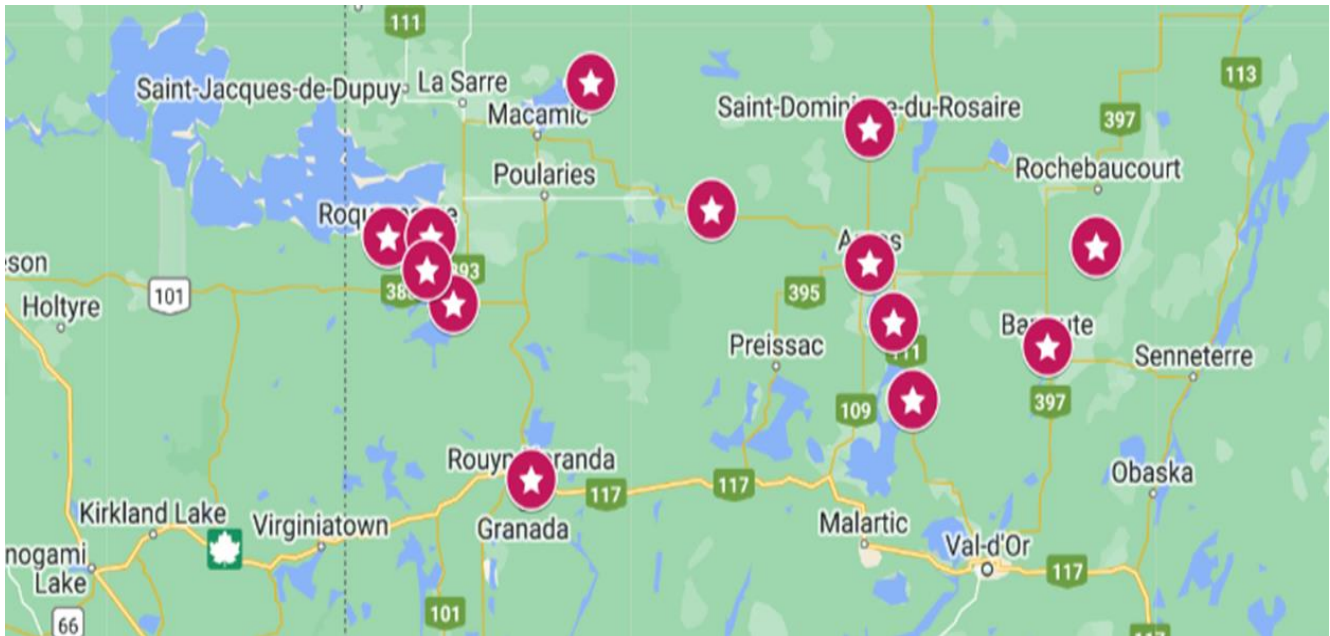 111
Saint-Jacques-de-Dupuy
La Sarre
113
Macamic
Saint-Dominique-du-Rosaire
397
Rochebaucourt
Poularies
393
101
395
Holtyre
Preissac
111
Senneterre
109
397
Rouyn-Noranda
Obaska
117
117
Kirkland Lake
Virginiatown
Granada
Malartic
Val-d'Or
Lake
117
101
66